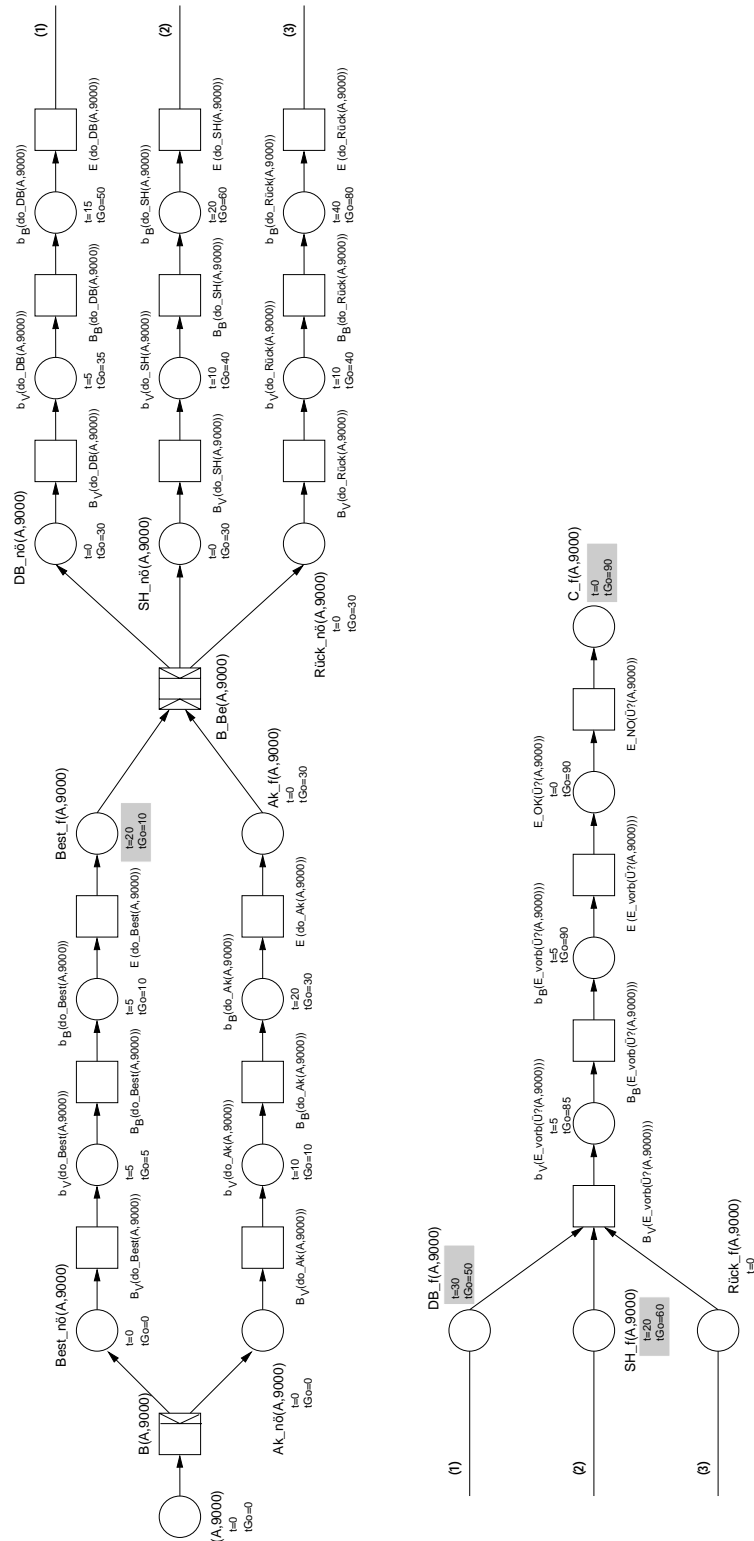 (A,9000)
t=0
tGo=0
B(A,9000)
Best_nö(A,9000)
t=0
tGo=0
B_V(do_Best(A,9000))
b_V(do_Best(A,9000))
t=5
tGo=5
B_B(do_Best(A,9000))
b_B(do_Best(A,9000))
t=5
tGo=10
E (do_Best(A,9000))
Best_f(A,9000)
t=20
tGo=10
Ak_nö(A,9000)
t=0
tGo=0
B_V(do_Ak(A,9000))
b_V(do_Ak(A,9000))
t=10
tGo=10
B_B(do_Ak(A,9000))
b_B(do_Ak(A,9000))
t=20
tGo=30
E (do_Ak(A,9000))
Ak_f(A,9000)
t=0
tGo=30
B_Be(A,9000)
DB_nö(A,9000)
t=0
tGo=30
B_V(do_DB(A,9000))
b_V(do_DB(A,9000))
t=5
tGo=35
B_B(do_DB(A,9000))
b_B(do_DB(A,9000))
t=15
tGo=50
E (do_DB(A,9000))
(1)
SH_nö(A,9000)
t=0
tGo=30
B_V(do_SH(A,9000))
b_V(do_SH(A,9000))
t=10
tGo=40
B_B(do_SH(A,9000))
b_B(do_SH(A,9000))
t=20
tGo=60
E (do_SH(A,9000))
(2)
Rück_nö(A,9000)
t=0
tGo=30
B_V(do_Rück(A,9000))
b_V(do_Rück(A,9000))
t=10
tGo=40
B_B(do_Rück(A,9000))
b_B(do_Rück(A,9000))
t=40
tGo=80
E (do_Rück(A,9000))
(3)
(1)
DB_f(A,9000)
t=30
tGo=50
(2)
SH_f(A,9000)
t=20
tGo=60
(3)
Rück_f(A,9000)
t=0
B_V(E_vorb(Ü?(A,9000)))
b_V(E_vorb(Ü?(A,9000)))
t=5
tGo=85
B_B(E_vorb(Ü?(A,9000)))
b_B(E_vorb(Ü?(A,9000)))
t=5
tGo=90
E (E_vorb(Ü?(A,9000)))
E_OK(Ü?(A,9000))
t=0
tGo=90
E_NO(Ü?(A,9000))
C_f(A,9000)
t=0
tGo=90